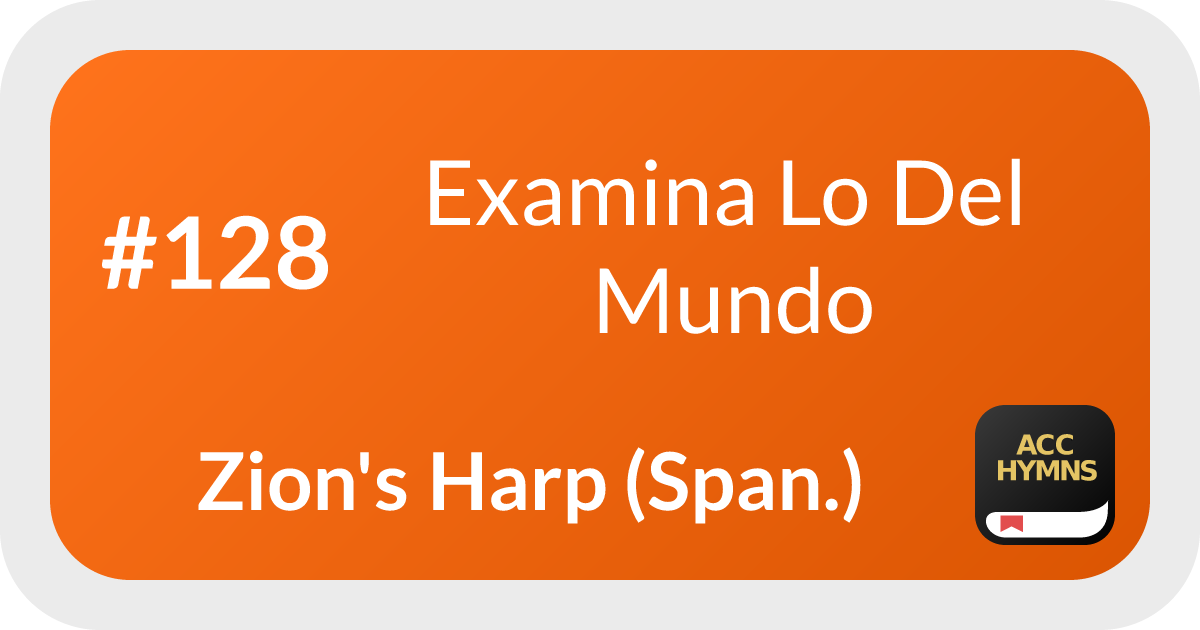 #128
Examina Lo Del
Mundo
Zion's Harp (Span.)
ACC
HYMNS